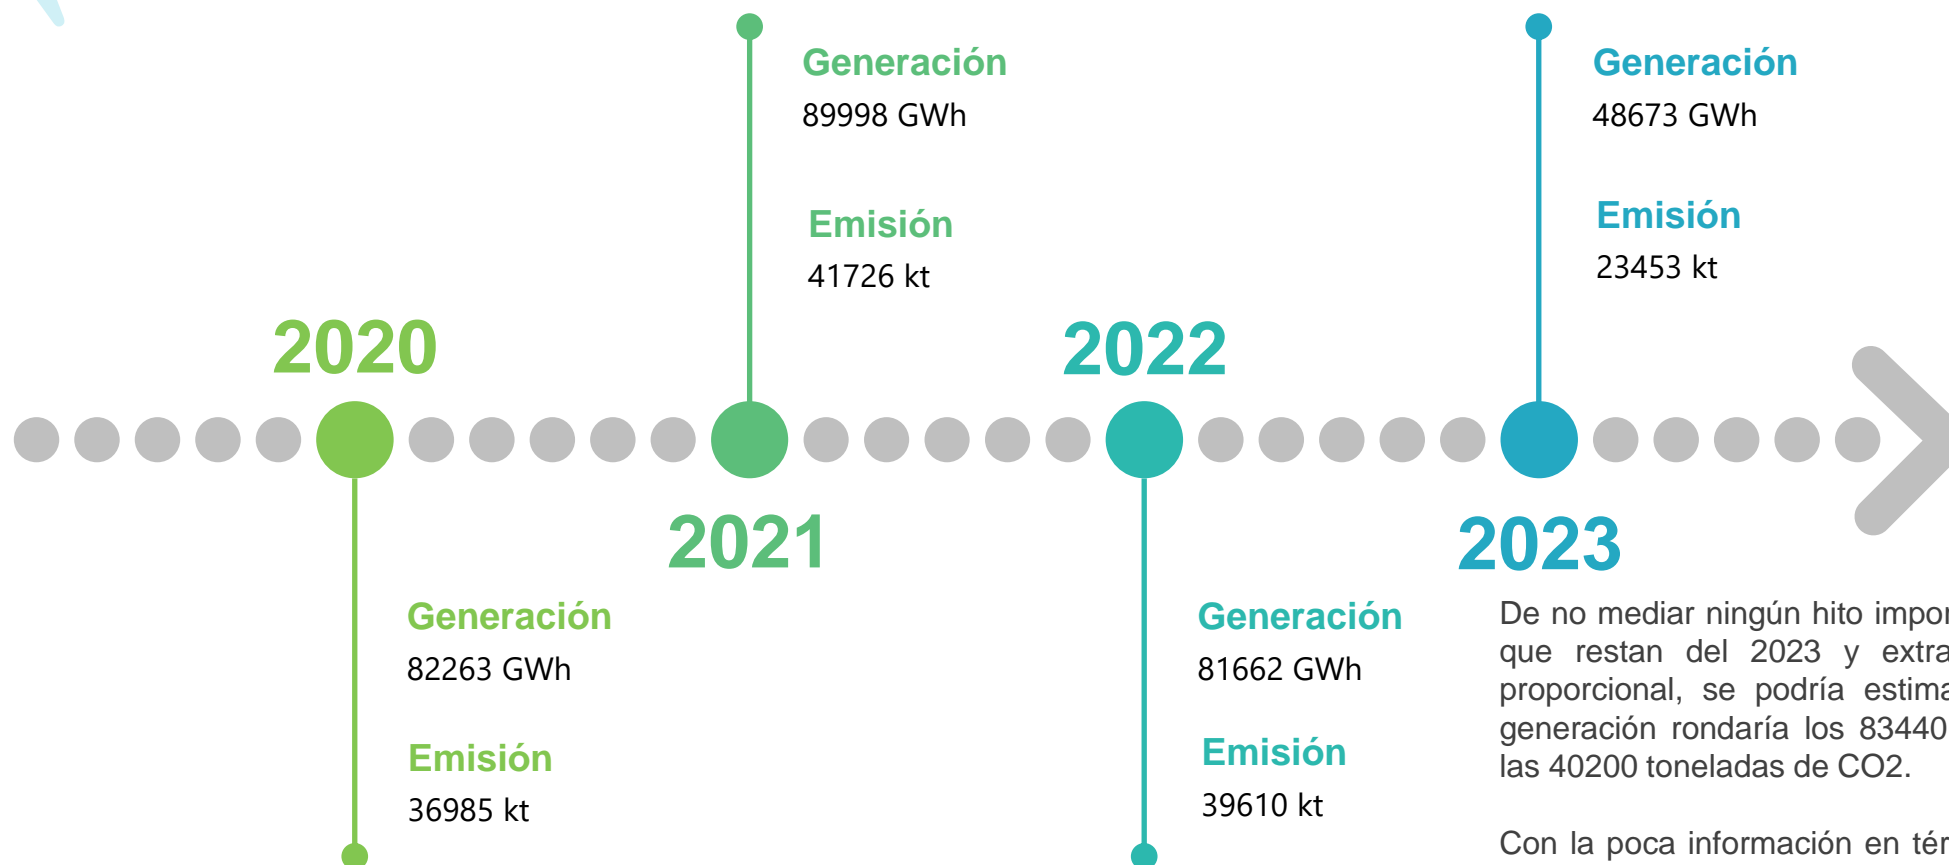 Generación
89998 GWh
Emisión
41726 kt
Generación
48673 GWh
Emisión
23453 kt
2020
2022
2021
2023
Generación
82263 GWh
Emisión
36985 kt
Generación
81662 GWh
Emisión
39610 kt
De no mediar ningún hito
que restan del 2023 y
proporcional, se podría
generación rondaría los 83440
las 40200 toneladas de CO2.
Con la poca información en